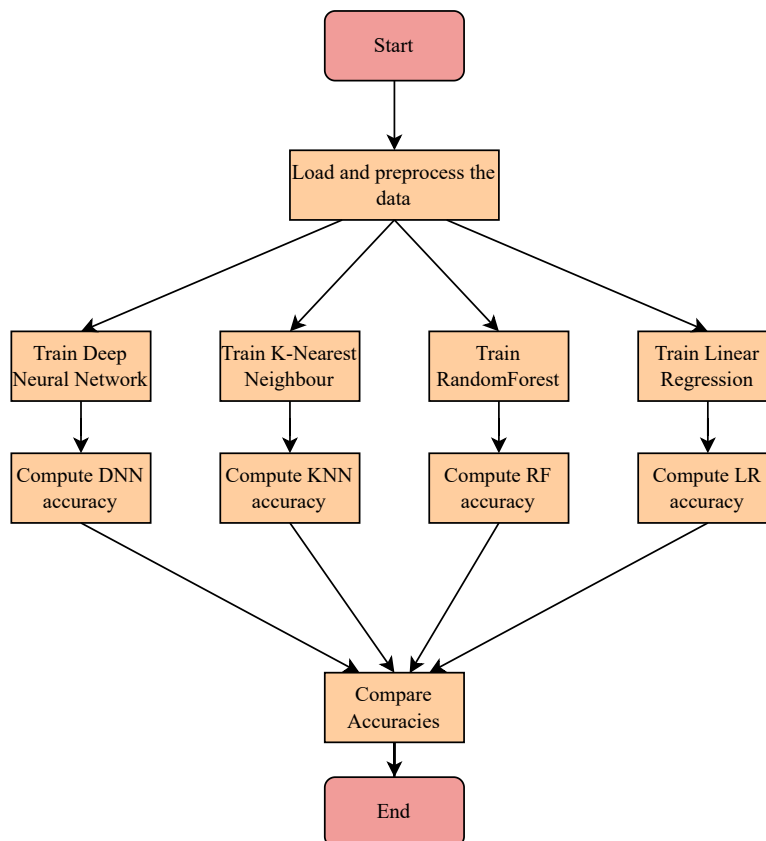 Start
Load and preprocess the
data
Train Deep
Neural Network
Train K-Nearest
Neighbour
Train
RandomForest
Train Linear
Regression
Compute DNN
accuracy
Compute KNN
accuracy
Compute RF
accuracy
Compute LR
accuracy
Compare
Accuracies
End